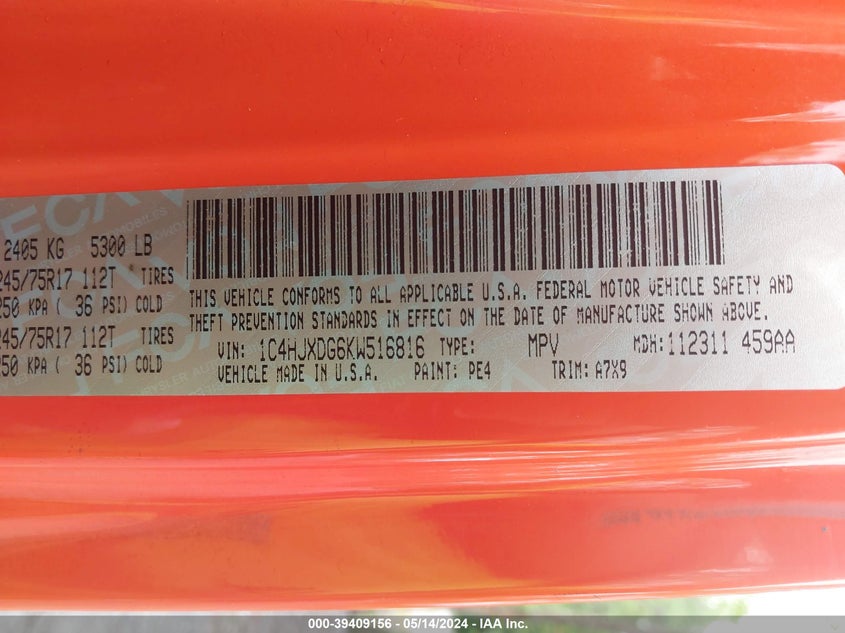 2405 KG 5300 LB
245/75R17 112T TIRES
250 KPA ( 36 PSI) COLD
245/75R17 112T TIRES
250 KPA ( 36 PSI) COLD
THIS VEHICLE CONFORMS TO ALL APPLICABLE U.S.A. FEDERAL MOTOR VEHICLE SAFETY AND
THEFT PREVENTION STANDARDS IN EFFECT ON THE DATE OF MANUFACTURE SHOWN ABOVE.
VIN: 1C4HJXDG6KW516816 TYPE: MPV MDH:112311 459AA
VEHICLE MADE IN U.S.A. PAINT: PE4 TRIM: A7X9
000-39409156 - 05/14/2024 - IAA Inc.